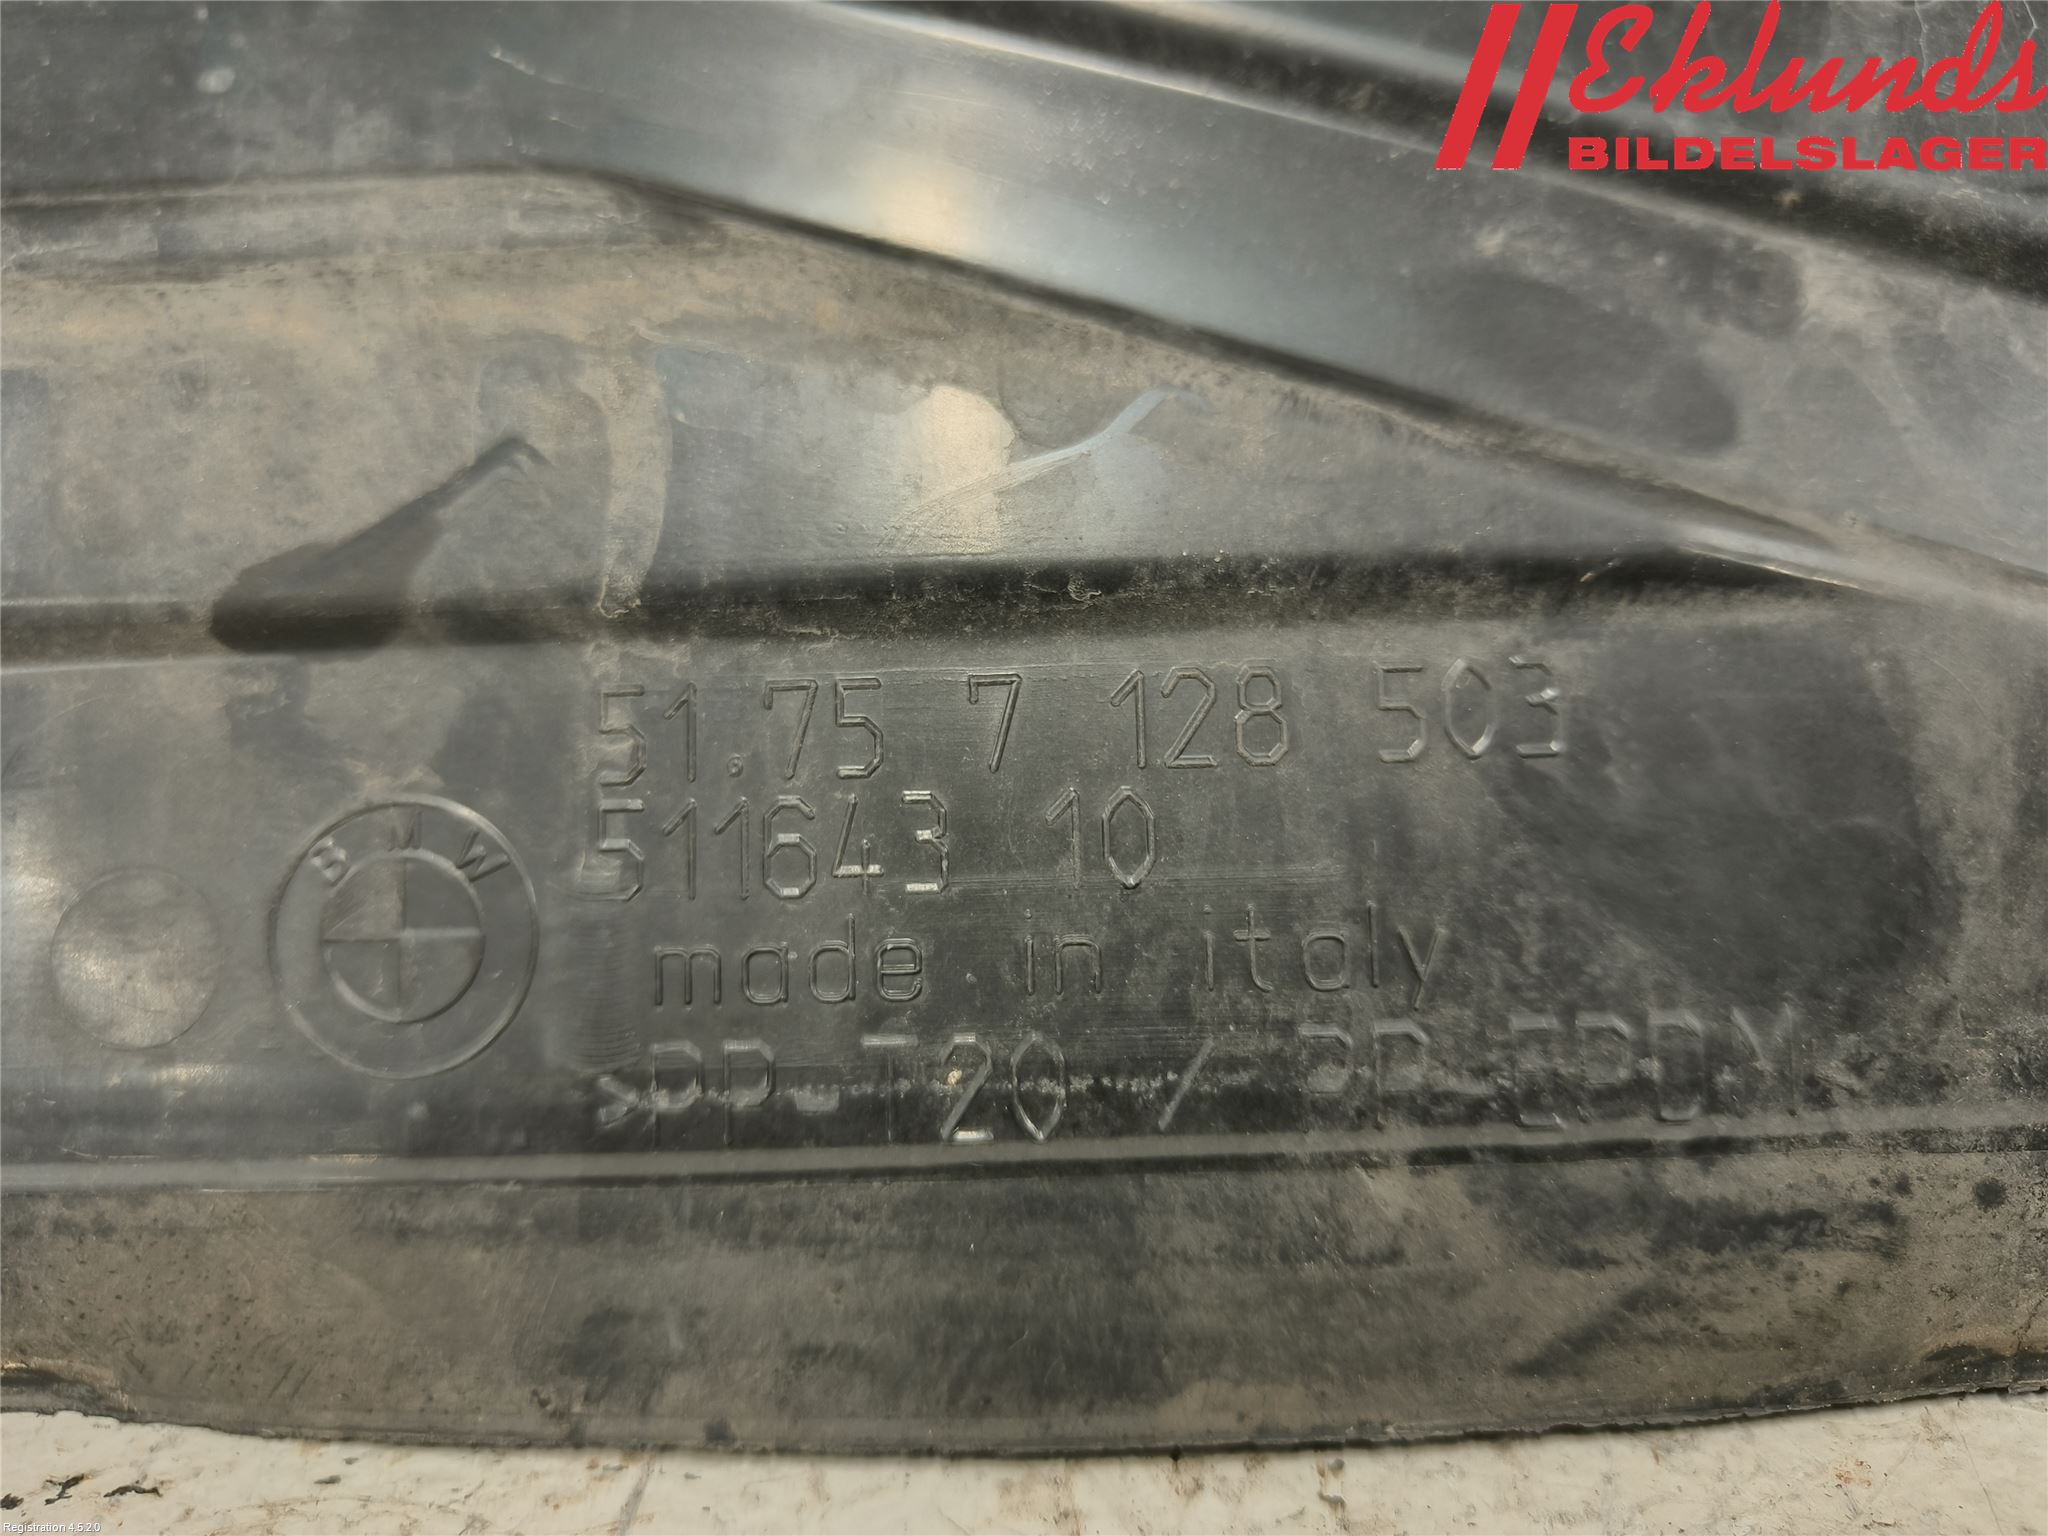 Eklunds
BILDELSLAGER
51.75 7 128 503
511643 10
BMW
made in italy
>PP-T20 / PP-EPDM
Registration 4.5.2.0